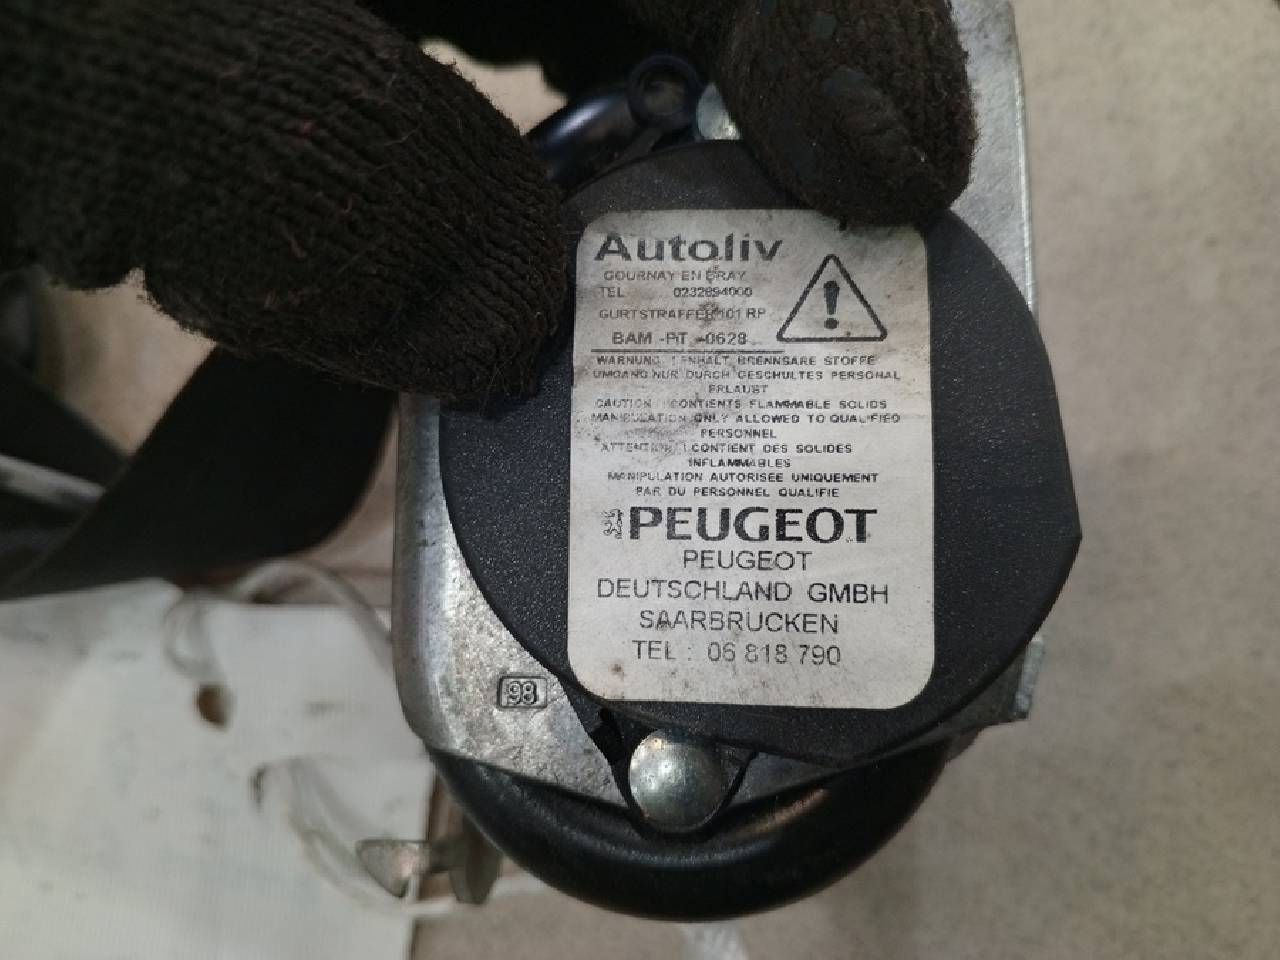 Autoliv
GOURNAY EN BRAY
TEL 0232894000
GURTSTRAFFER 101 RP
BAM -PT -0628
WARNUNG ! ENHALT BRENNSARE STOFFE
UMGANG NUR DURCH GESCHULTES PERSONAL
ERLAUBT
CAUTION ! CONTIENTS FLAMMABLE SOLIDS
MANIPULATION ONLY ALLOWED TO QUALIFIED
PERSONNEL
ATTENTION ! CONTIENT DES SOLIDES
INFLAMMABLES
MANIPULATION AUTORISEE UNIQUEMENT
PAR DU PERSONNEL QUALIFIE
PEUGEOT
PEUGEOT
DEUTSCHLAND GMBH
SAARBRUCKEN
TEL : 06 818 790
98